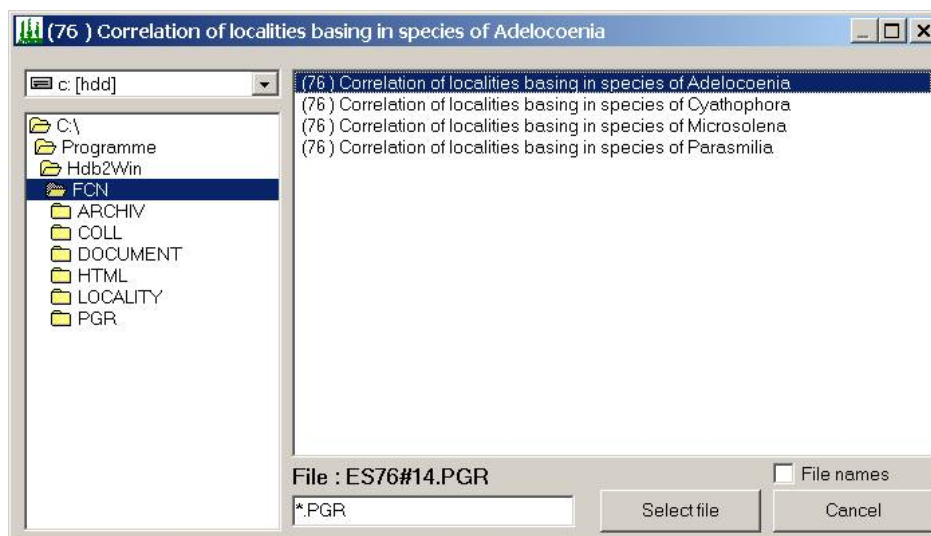 (76 ) Correlation of localities basing in species of Adelocoenia
c: [hdd]
C:\
Programme
Hdb2Win
FCN
ARCHIV
COLL
DOCUMENT
HTML
LOCALITY
PGR
(76 ) Correlation of localities basing in species of Adelocoenia
(76 ) Correlation of localities basing in species of Cyathophora
(76 ) Correlation of localities basing in species of Microsolena
(76 ) Correlation of localities basing in species of Parasmilia
File : ES76#14.PGR
File names
*.PGR
Select file
Cancel